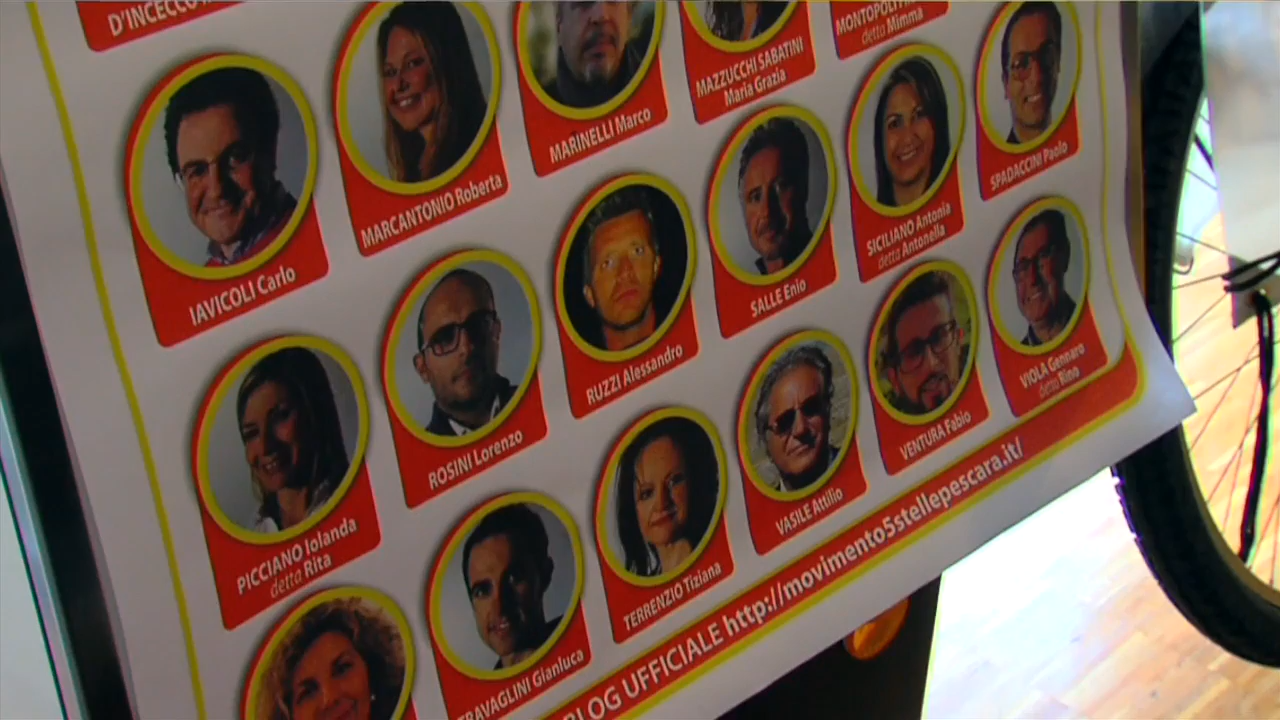 D'INCECCO
IAVICOLI Carlo
MARCANTONIO Roberta
MARINELLI Marco
MAZZUCCHI SABATINI
Maria Grazia
detto Mimma
PICCIANO Iolanda
detto Rita
ROSINI Lorenzo
RUZZI Alessandro
SALLE Enio
SICILIANO Antonia
detta Antonella
SPADACCINI Paolo
TRAVAGLINI Gianluca
TERRENZIO Tiziana
VASILE Attilio
VENTURA Fabio
VIOLA Gennaro
detto Rino
BLOG UFFICIALE http://movimento5stellepescara.it/